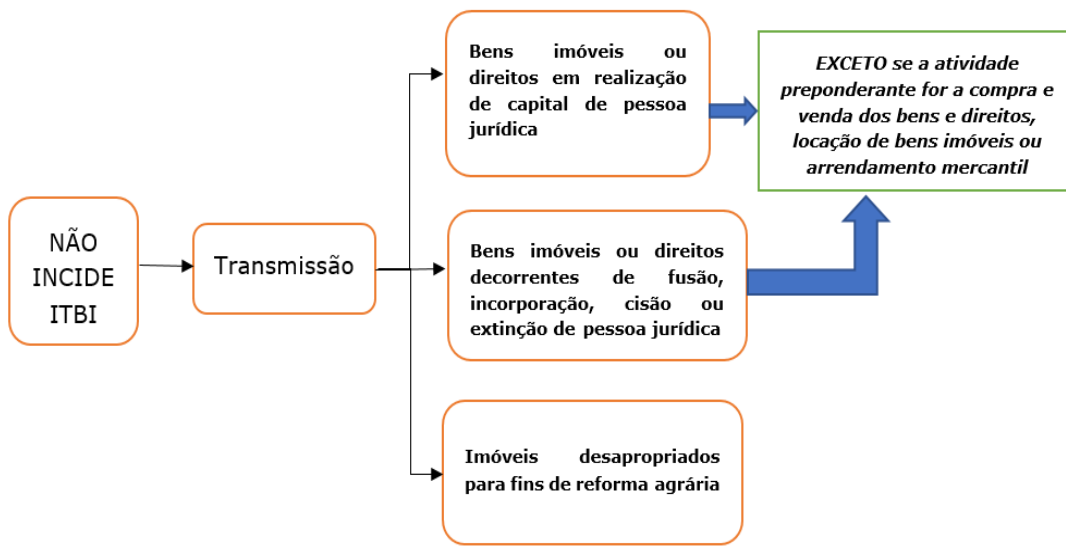 NÃO
INCIDE
ITBI
Transmissão
Bens imóveis ou
direitos em realização
de capital de pessoa
jurídica
EXCETO se a atividade
preponderante for a compra e
venda dos bens e direitos,
locação de bens imóveis ou
arrendamento mercantil
Bens imóveis ou direitos
decorrentes de fusão,
incorporação, cisão ou
extinção de pessoa jurídica
Imóveis desapropriados
para fins de reforma agrária